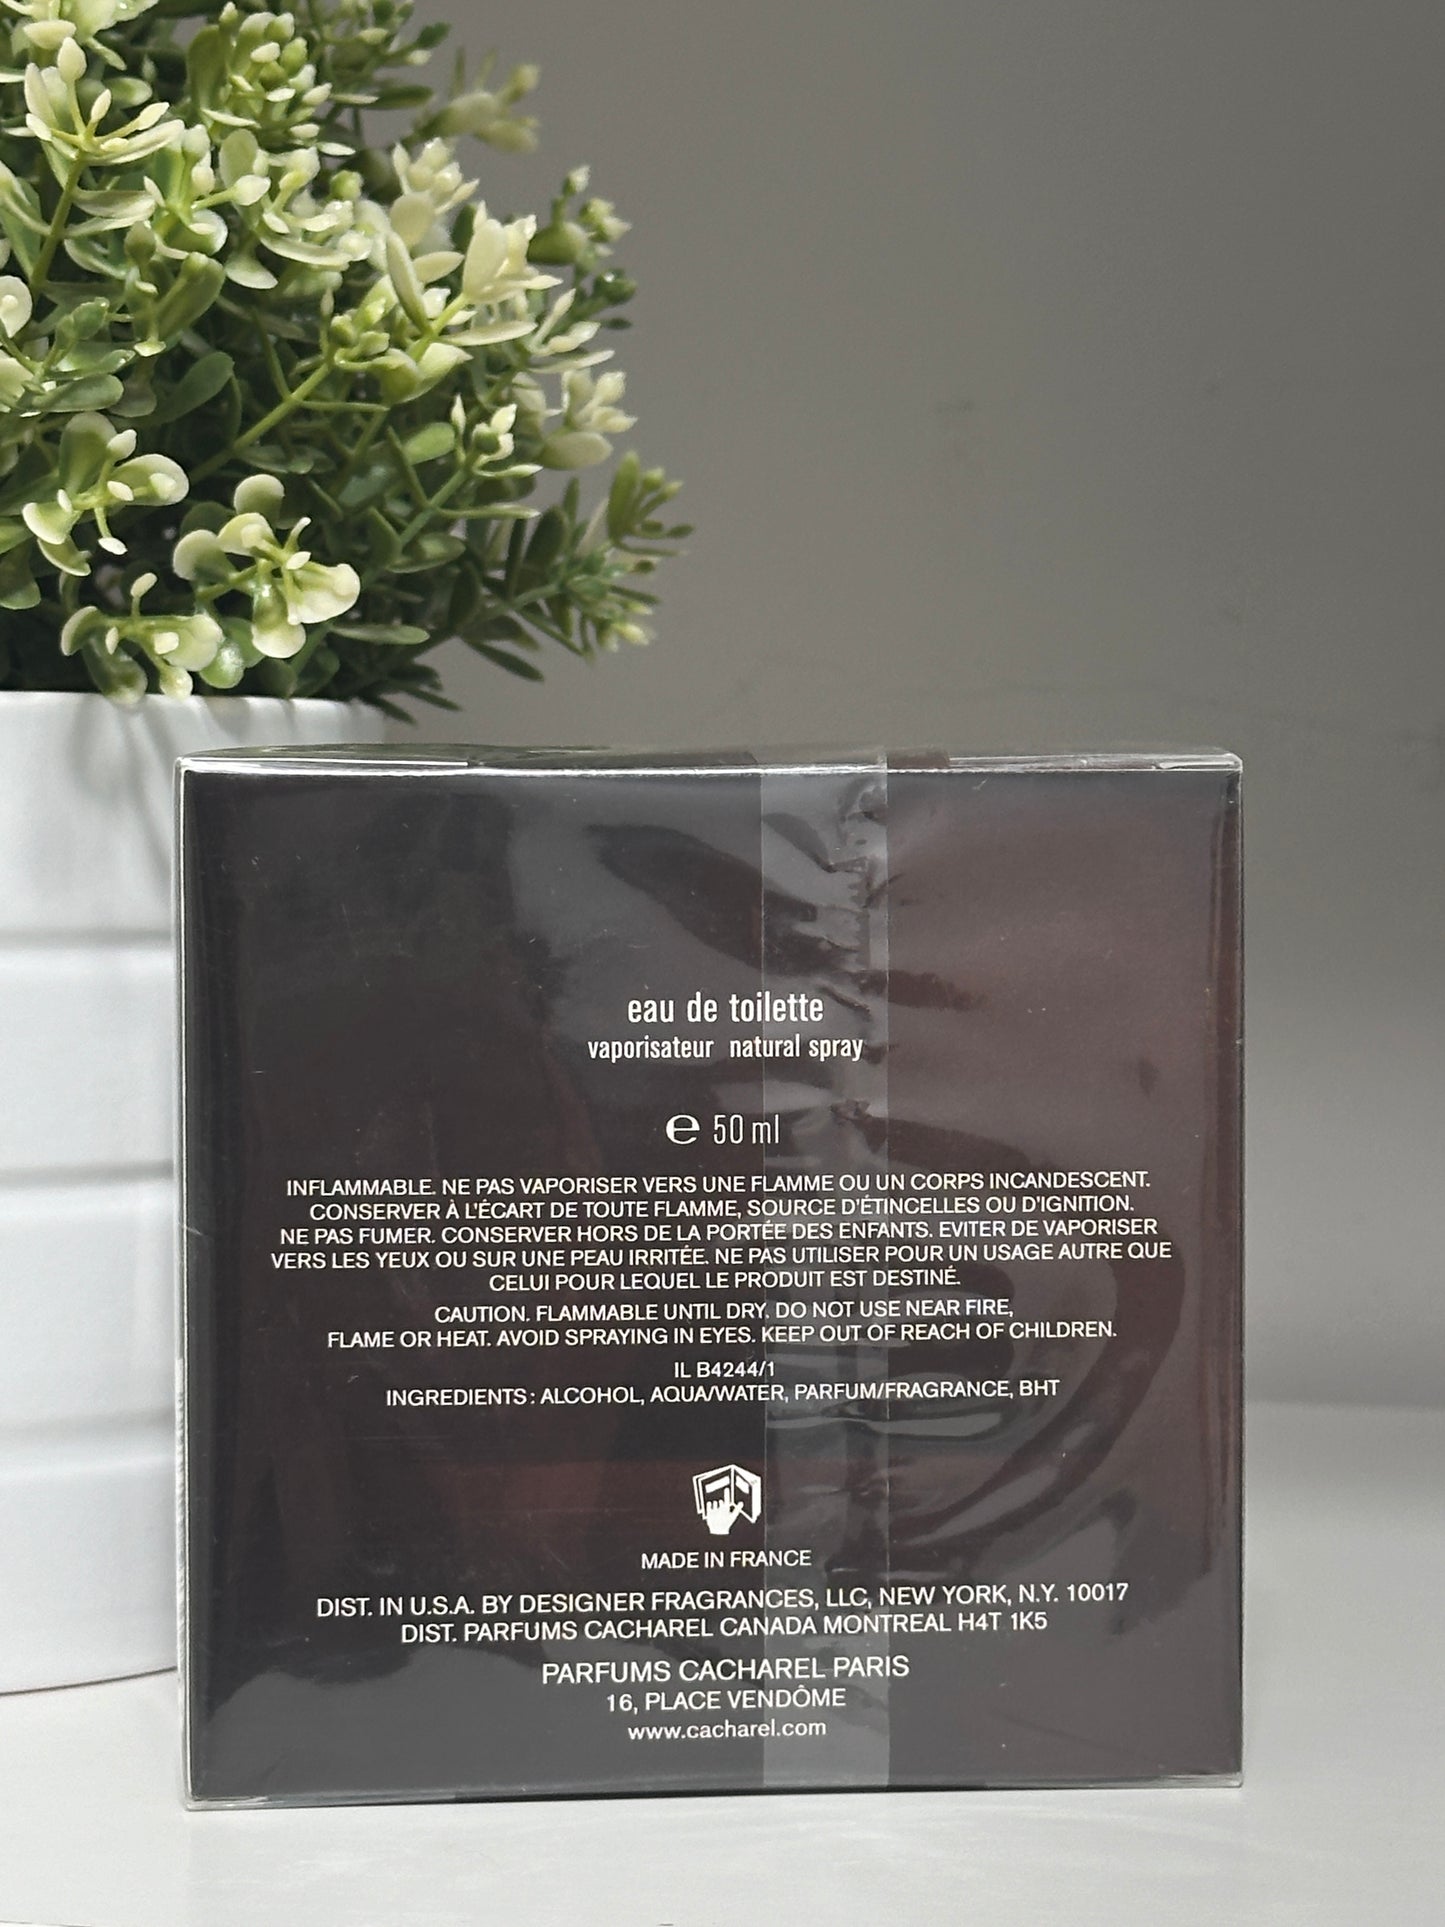 eau de toilette
vaporisateur natural spray
℮ 50 ml
INFLAMMABLE. NE PAS VAPORISER VERS UNE FLAMME OU UN CORPS INCANDESCENT.
CONSERVER À L'ÉCART DE TOUTE FLAMME, SOURCE D'ÉTINCELLES OU D'IGNITION.
NE PAS FUMER. CONSERVER HORS DE LA PORTÉE DES ENFANTS. EVITER DE VAPORISER
VERS LES YEUX OU SUR UNE PEAU IRRITÉE. NE PAS UTILISER POUR UN USAGE AUTRE QUE
CELUI POUR LEQUEL LE PRODUIT EST DESTINÉ.
CAUTION. FLAMMABLE UNTIL DRY. DO NOT USE NEAR FIRE,
FLAME OR HEAT. AVOID SPRAYING IN EYES. KEEP OUT OF REACH OF CHILDREN.
IL B4244/1
INGREDIENTS : ALCOHOL, AQUA/WATER, PARFUM/FRAGRANCE, BHT
MADE IN FRANCE
DIST. IN U.S.A. BY DESIGNER FRAGRANCES, LLC, NEW YORK, N.Y. 10017
DIST. PARFUMS CACHAREL CANADA MONTREAL H4T 1K5
PARFUMS CACHAREL PARIS
16, PLACE VENDÔME
www.cacharel.com